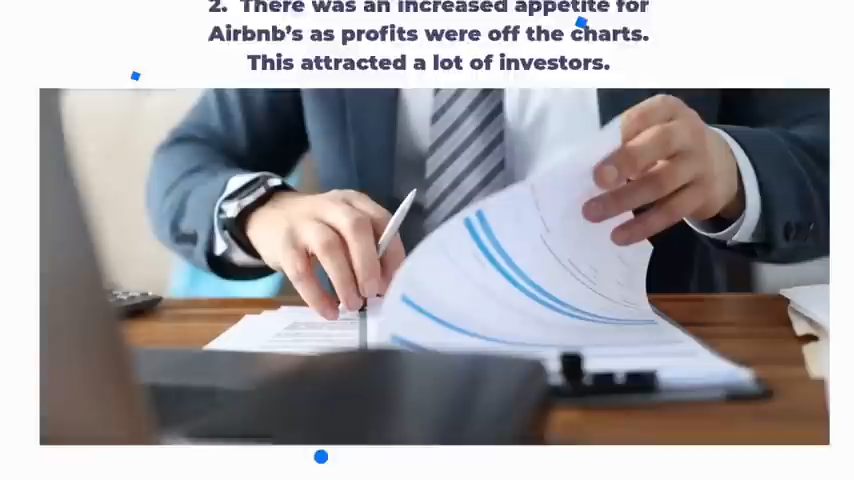 2. There was an increased appetite for
Airbnb's as profits were off the charts.
This attracted a lot of investors.